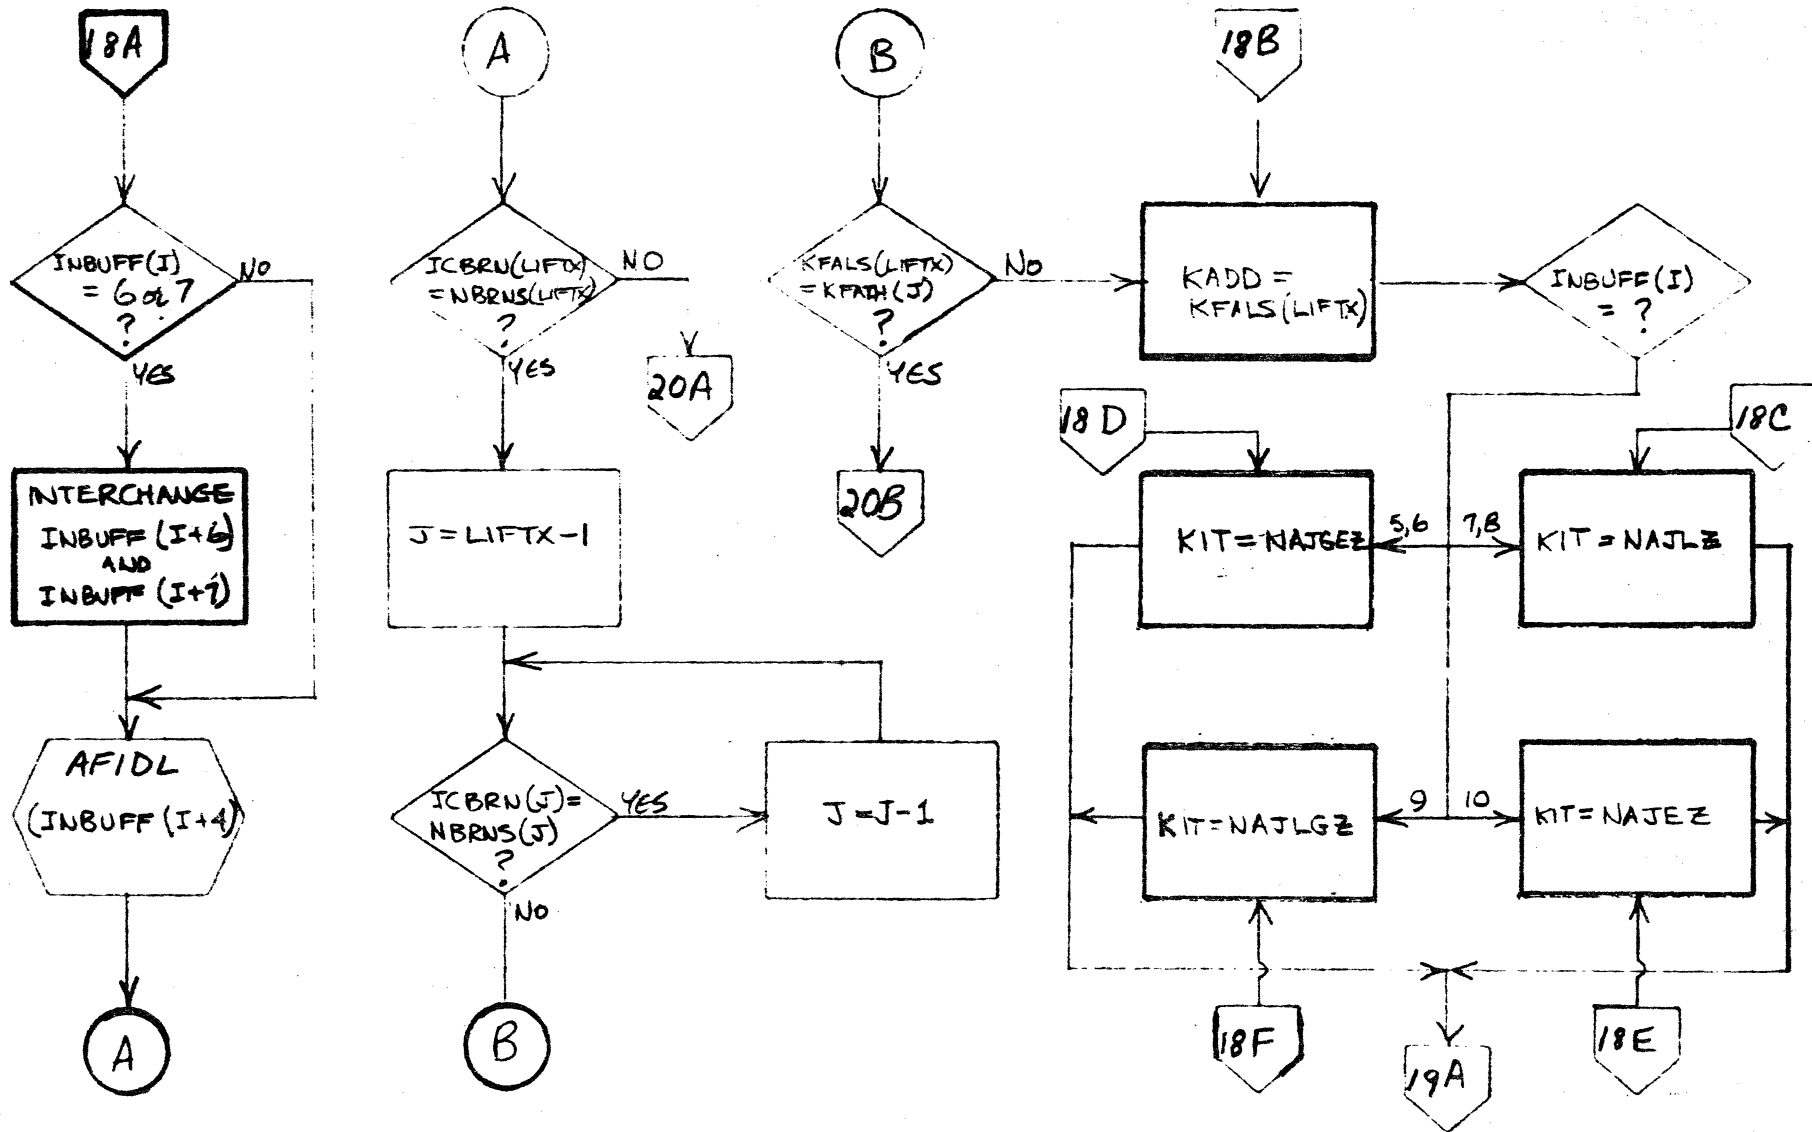 18A
INBUFF(I)
= 6 or 7
?
NO
YES
INTERCHANGE
INBUFF (I+6)
AND
INBUFF (I+7)
AFIDL
(INBUFF (I+4)
A
A
ICBRN(LIFTX)
=NBRNS(LIFTX)
?
NO
YES
20A
J=LIFTX-1
ICBRN(J)=
NBRNS(J)
?
YES
NO
J=J-1
B
B
KFALS(LIFTX)
=KFATH(J)
?
NO
YES
20B
18B
KADD =
KFALS(LIFTX)
INBUFF(I)
= ?
18D
18C
KIT=NAJGEZ
5,6
7,8
KIT=NAJLZ
KIT=NAJLGZ
9
10
KIT=NAJEZ
18F
19A
18E